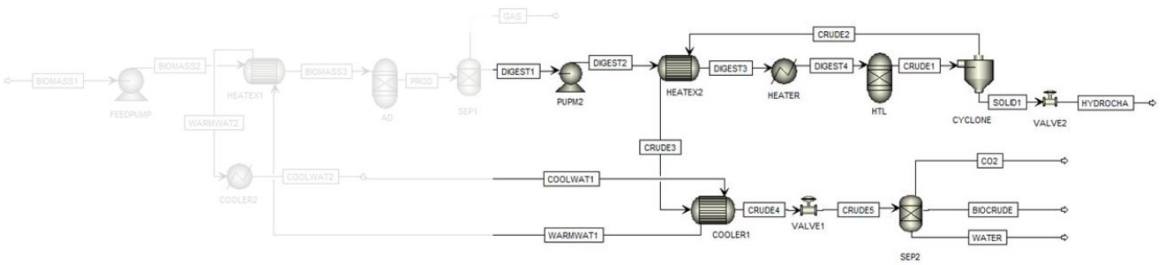 GAS
BIOMASS1
BIOMASS2
FEEDPUMP
HEATEX1
BIOMASS3
AD
PROD
SEP1
DIGEST1
PUPM2
DIGEST2
HEATEX2
DIGEST3
HEATER
DIGEST4
HTL
CRUDE1
CRUDE2
CYCLONE
SOLID1
VALVE2
HYDROCHA
WARMWAT2
COOLER2
COOLWAT2
CRUDE3
COOLWAT1
WARMWAT1
COOLER1
CRUDE4
VALVE1
CRUDE5
SEP2
CO2
BIOCRUDE
WATER